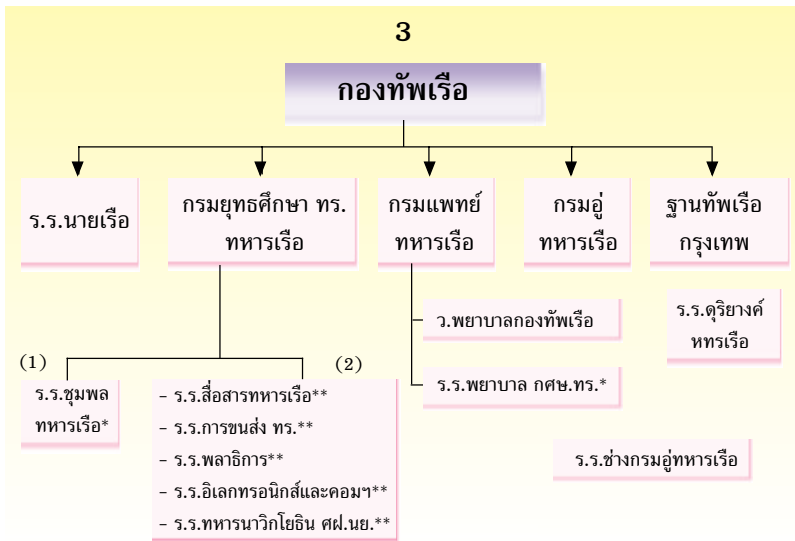 3
กองทัพเรือ
ร.ร.นายเรือ
กรมยุทธศึกษา ทร.
ทหารเรือ
กรมแพทย์
ทหารเรือ
กรมอู่
ทหารเรือ
ฐานทัพเรือ
กรุงเทพ
ว.พยาบาลกองทัพเรือ
ร.ร.พยาบาล กศษ.ทร.*
ร.ร.ดุริยางค์
หทรเรือ
(1)
ร.ร.ชุมพล
ทหารเรือ*
(2)
- ร.ร.สื่อสารทหารเรือ**
- ร.ร.การขนส่ง ทร.**
- ร.ร.พลาธิการ**
- ร.ร.อิเลกทรอนิกส์และคอมฯ**
- ร.ร.ทหารนาวิกโยธิน ศฝ.นย.**
ร.ร.ช่างกรมอู่ทหารเรือ